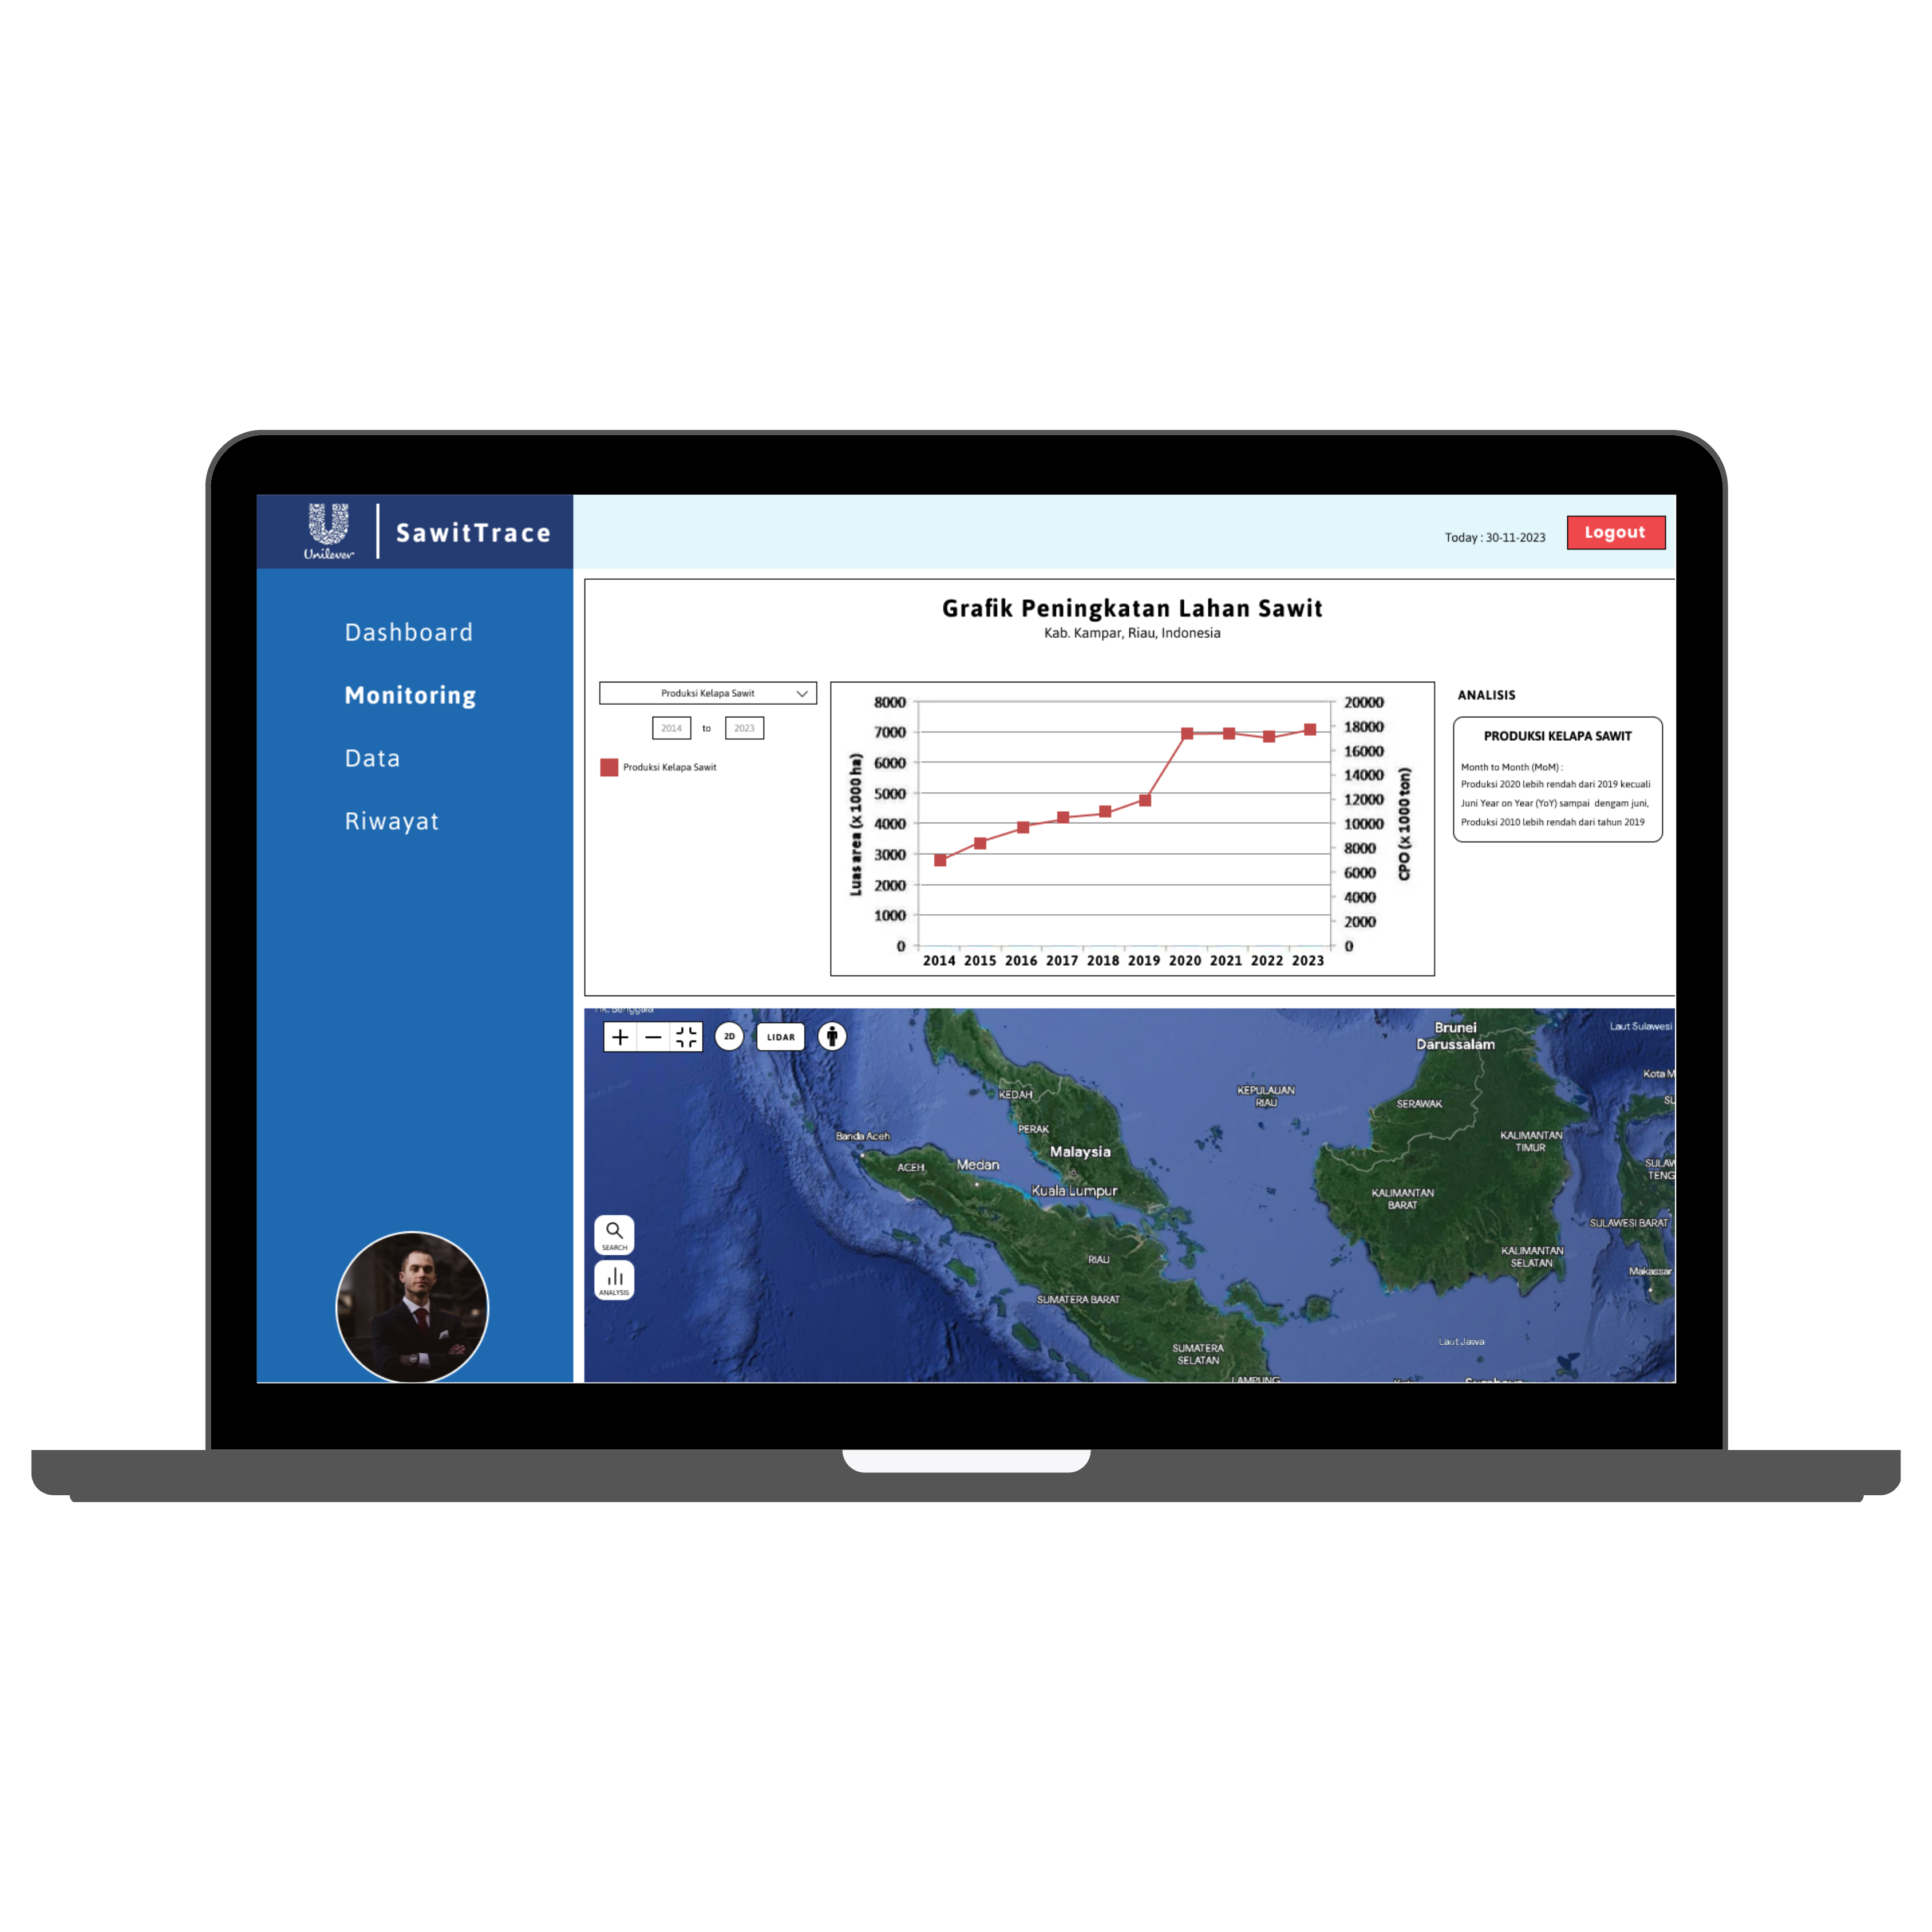 Unilever
SawitTrace
Today : 30-11-2023
Logout
Dashboard
Monitoring
Data
Riwayat
Grafik Peningkatan Lahan Sawit
Kab. Kampar, Riau, Indonesia
Produksi Kelapa Sawit
2014 to 2023
Produksi Kelapa Sawit
Luas area (x 1000 ha)
8000
7000
6000
5000
4000
3000
2000
1000
0
20000
18000
16000
14000
12000
10000
8000
6000
4000
2000
0
CPO (x 1000 ton)
2014 2015 2016 2017 2018 2019 2020 2021 2022 2023
ANALISIS
PRODUKSI KELAPA SAWIT
Month to Month (MoM) :
Produksi 2020 lebih rendah dari 2019 kecuali
Juni Year on Year (YoY) sampai dengam juni,
Produksi 2010 lebih rendah dari tahun 2019
2D
LIDAR
SEARCH
ANALYSIS
Brunei
Darussalam
Laut Sulawesi
Kota M
KEDAH
KEPULAUAN
RIAU
SERAWAK
SU
PERAK
Banda Aceh
KALIMANTAN
TIMUR
Malaysia
ACEH
Medan
SULAW
TENG
Kuala Lumpur
KALIMANTAN
BARAT
SULAWESI BARAT
RIAU
KALIMANTAN
SELATAN
Makassar
SUMATERA BARAT
Laut Jawa
SUMATERA
SELATAN
LAMPUNG